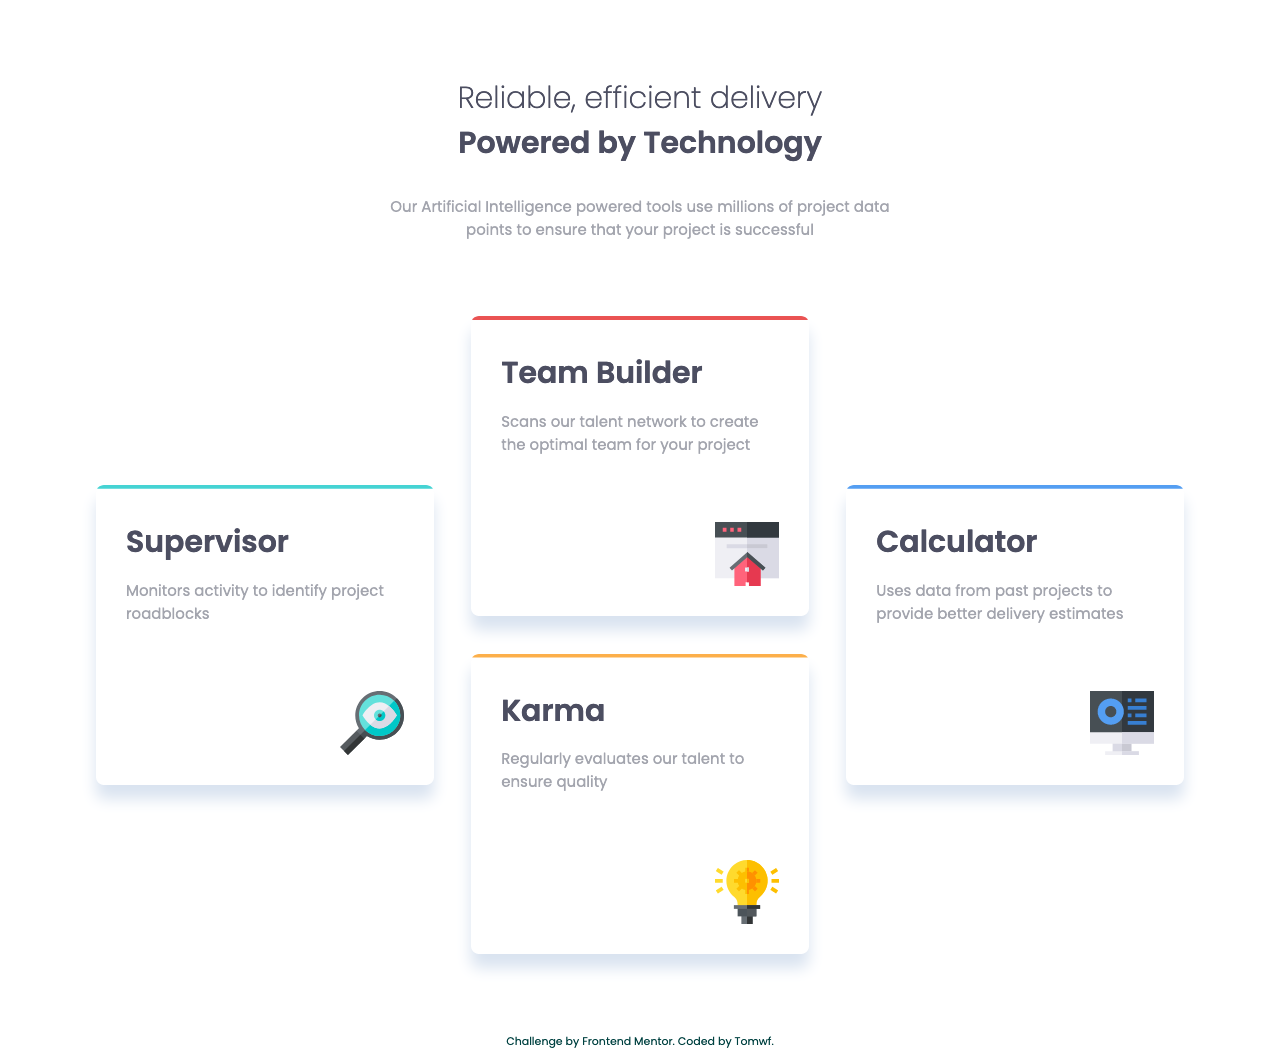 Reliable, efficient delivery
Powered by Technology
Our Artificial Intelligence powered tools use millions of project data
points to ensure that your project is successful
Team Builder
Scans our talent network to create
the optimal team for your project
Supervisor
Monitors activity to identify project
roadblocks
Calculator
Uses data from past projects to
provide better delivery estimates
Karma
Regularly evaluates our talent to
ensure quality
Challenge by Frontend Mentor. Coded by Tomwf.